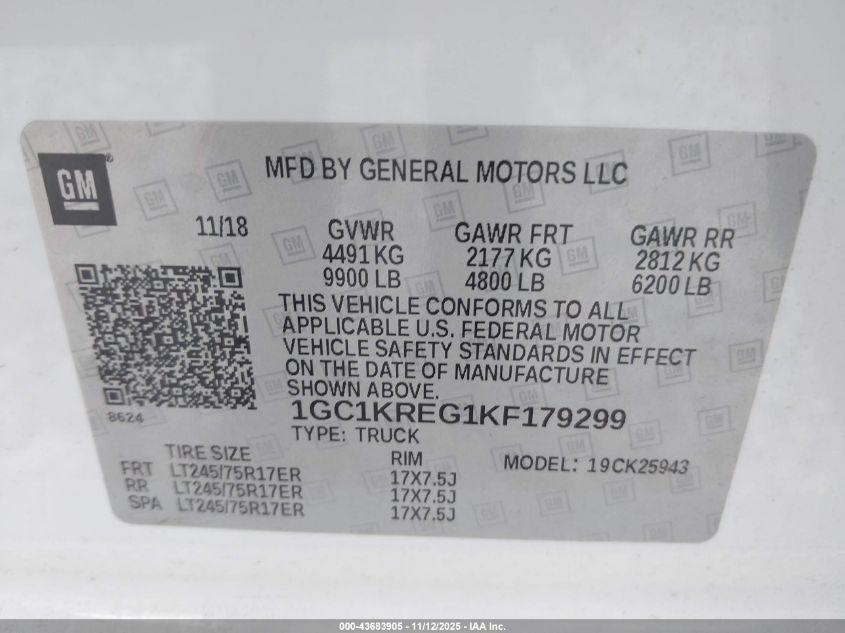 GM
MFD BY GENERAL MOTORS LLC
11/18
GVWR GAWR FRT GAWR RR
4491 KG 2177 KG 2812 KG
9900 LB 4800 LB 6200 LB
THIS VEHICLE CONFORMS TO ALL
APPLICABLE U.S. FEDERAL MOTOR
VEHICLE SAFETY STANDARDS IN EFFECT
ON THE DATE OF MANUFACTURE
SHOWN ABOVE.
8624
1GC1KREG1KF179299
TYPE: TRUCK
TIRE SIZE RIM MODEL: 19CK25943
FRT LT245/75R17ER 17X7.5J
RR LT245/75R17ER 17X7.5J
SPA LT245/75R17ER 17X7.5J
000-43683905 - 11/12/2025 - IAA Inc.